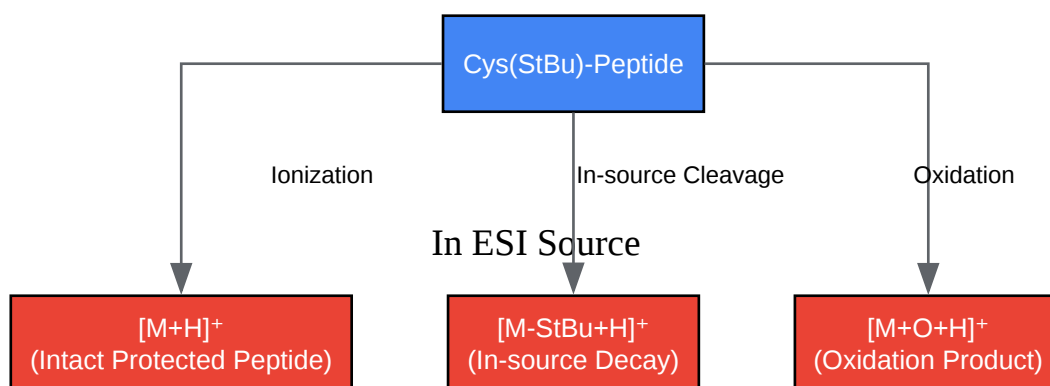 Cys(StBu)-Peptide
Ionization
In-source Cleavage
Oxidation
In ESI Source
[M+H]⁺
(Intact Protected Peptide)
[M-StBu+H]⁺
(In-source Decay)
[M+O+H]⁺
(Oxidation Product)